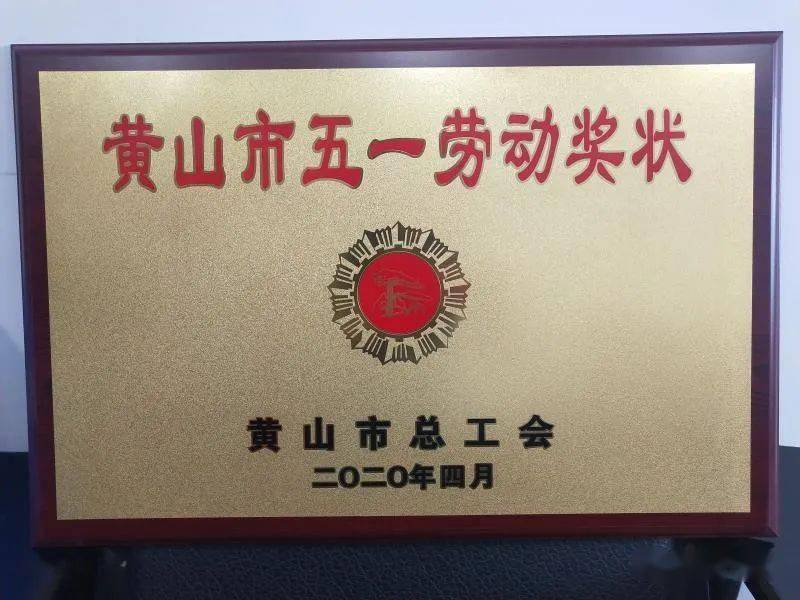 黄山市五一劳动奖状
黄山市总工会
二〇二〇年四月